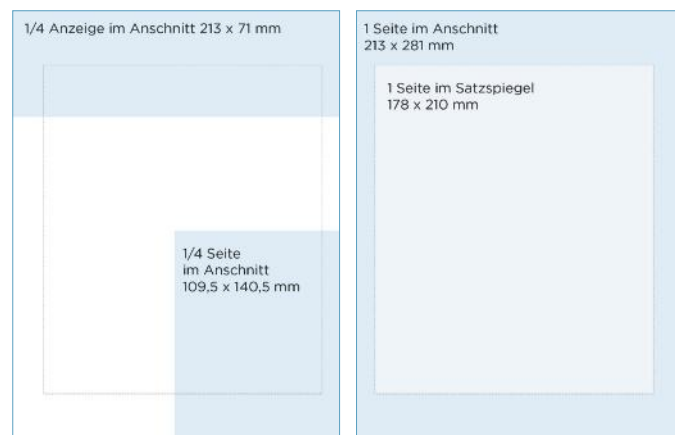 1/4 Anzeige im Anschnitt 213 x 71 mm
1/4 Seite
im Anschnitt
109,5 x 140,5 mm
1 Seite im Anschnitt
213 x 281 mm
1 Seite im Satzspiegel
178 x 210 mm